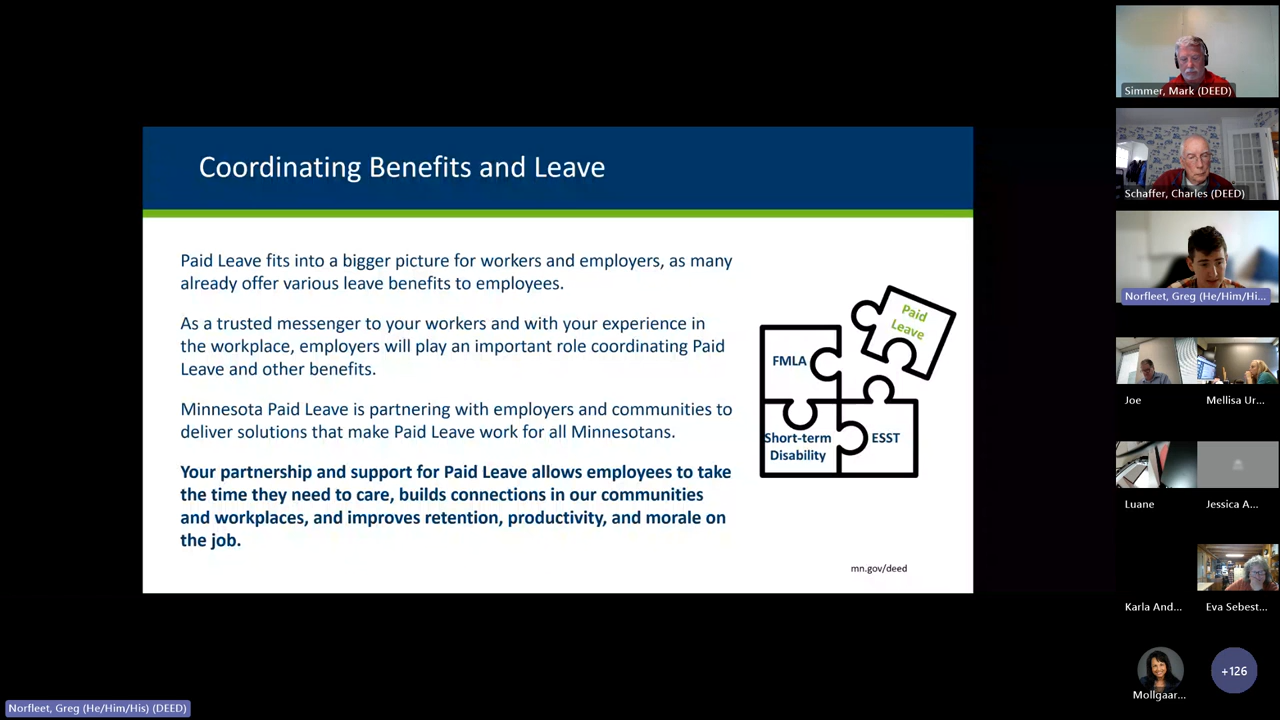 Coordinating Benefits and Leave
Paid Leave fits into a bigger picture for workers and employers, as many
already offer various leave benefits to employees.
As a trusted messenger to your workers and with your experience in
the workplace, employers will play an important role coordinating Paid
Leave and other benefits.
Minnesota Paid Leave is partnering with employers and communities to
deliver solutions that make Paid Leave work for all Minnesotans.
Your partnership and support for Paid Leave allows employees to take
the time they need to care, builds connections in our communities
and workplaces, and improves retention, productivity, and morale on
the job.
Paid
Leave
FMLA
Short-term
Disability
ESST
mn.gov/deed
Simmer, Mark (DEED)
Schaffer, Charles (DEED)
Norfleet, Greg (He/Him/Hi...
Joe
Mellisa Ur...
Luane
Jessica A...
Karla And...
Eva Sebest...
Mollgaar...
+126
Norfleet, Greg (He/Him/His) (DEED)